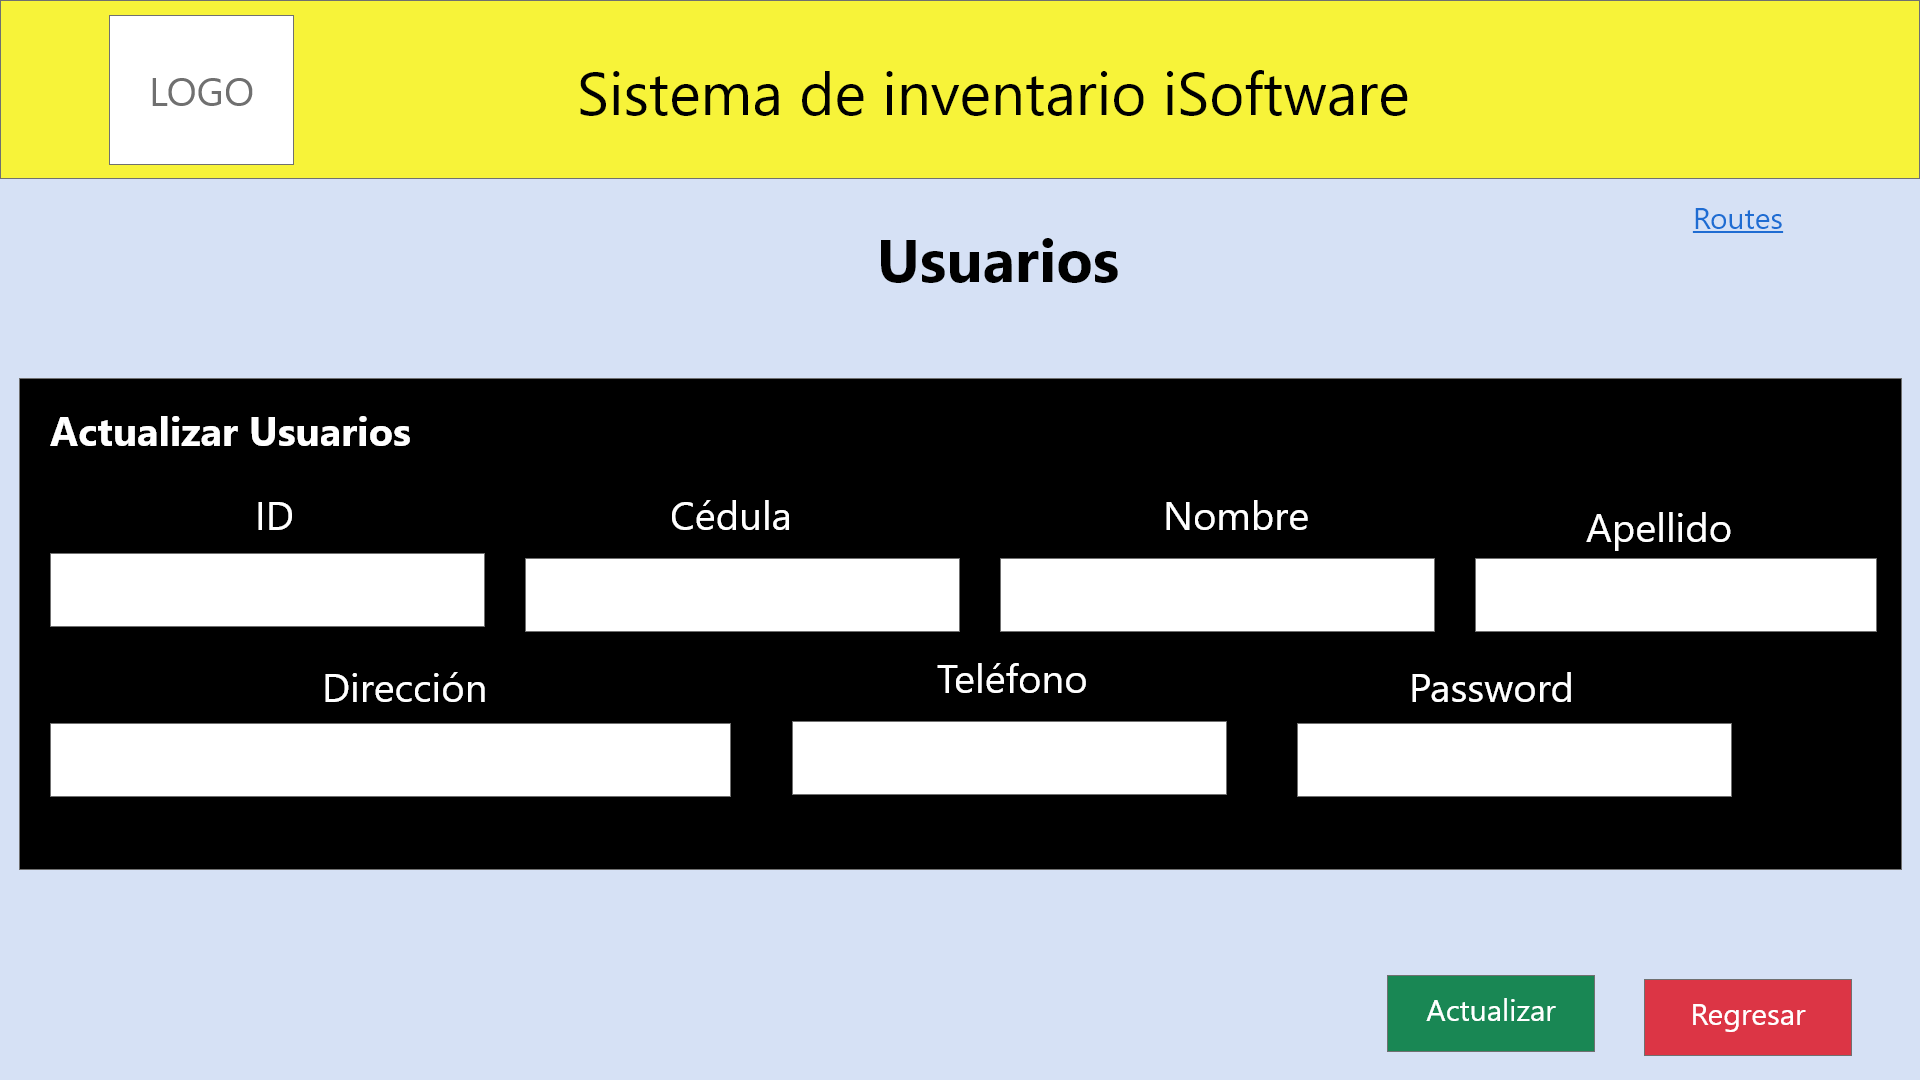 LOGO
Sistema de inventario iSoftware
Routes
Usuarios
Actualizar Usuarios
ID
Cédula
Nombre
Apellido
Dirección
Teléfono
Password
Actualizar
Regresar